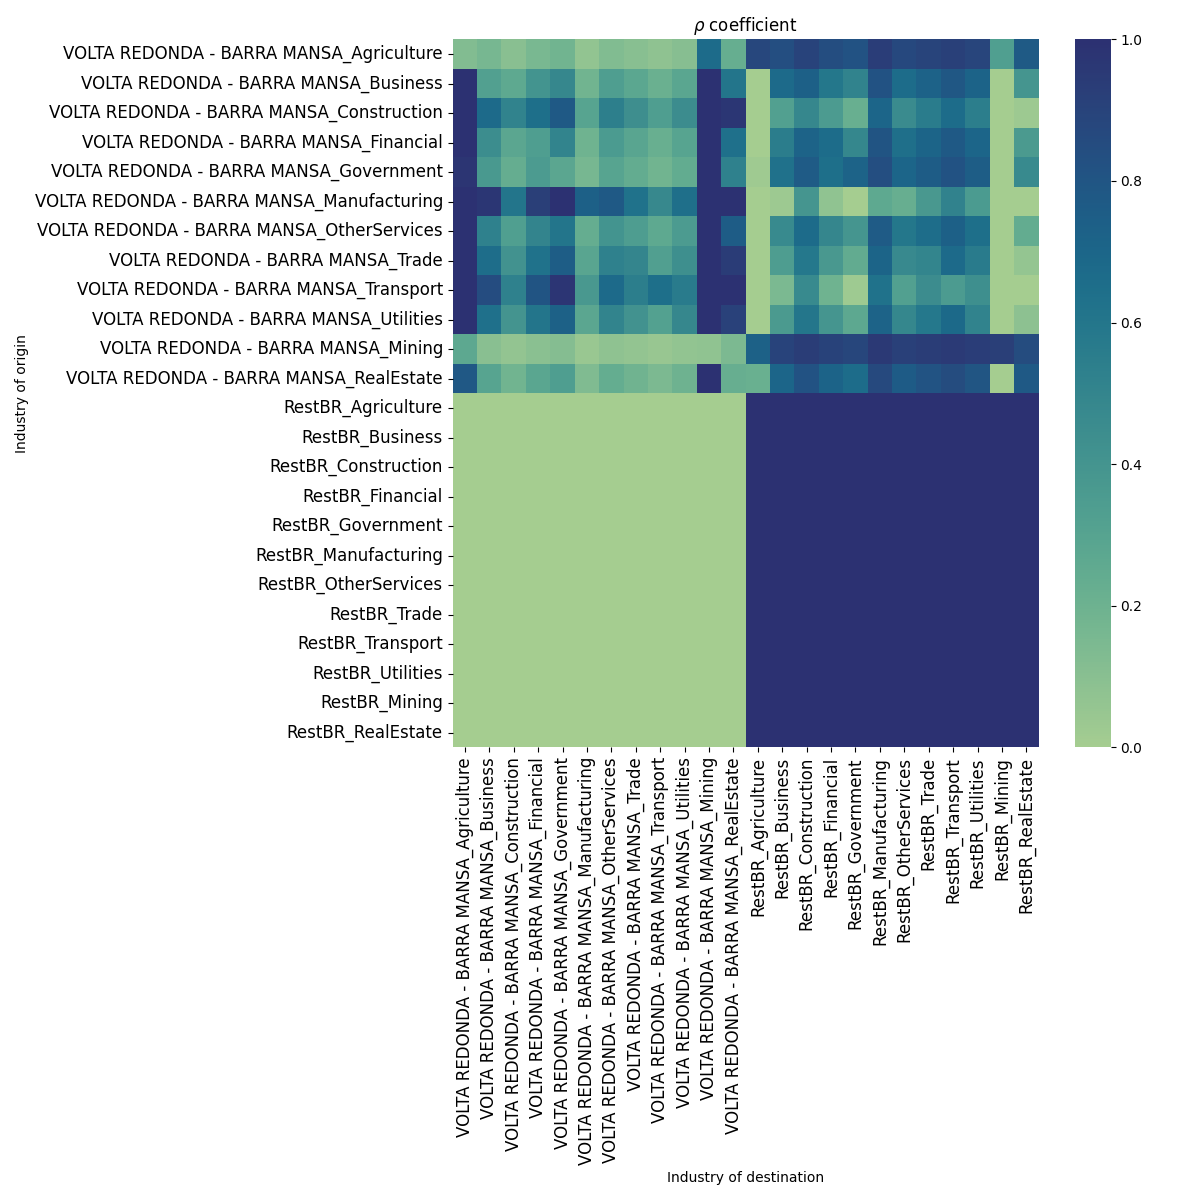 ρ coefficient
VOLTA REDONDA - BARRA MANSA_Agriculture
VOLTA REDONDA - BARRA MANSA_Business
VOLTA REDONDA - BARRA MANSA_Construction
VOLTA REDONDA - BARRA MANSA_Financial
VOLTA REDONDA - BARRA MANSA_Government
VOLTA REDONDA - BARRA MANSA_Manufacturing
VOLTA REDONDA - BARRA MANSA_OtherServices
VOLTA REDONDA - BARRA MANSA_Trade
VOLTA REDONDA - BARRA MANSA_Transport
VOLTA REDONDA - BARRA MANSA_Utilities
VOLTA REDONDA - BARRA MANSA_Mining
VOLTA REDONDA - BARRA MANSA_RealEstate
RestBR_Agriculture
RestBR_Business
RestBR_Construction
RestBR_Financial
RestBR_Government
RestBR_Manufacturing
RestBR_OtherServices
RestBR_Trade
RestBR_Transport
RestBR_Utilities
RestBR_Mining
RestBR_RealEstate
Industry of origin
1.0
0.8
0.6
0.4
0.2
0.0
VOLTA REDONDA - BARRA MANSA_Agriculture
VOLTA REDONDA - BARRA MANSA_Business
VOLTA REDONDA - BARRA MANSA_Construction
VOLTA REDONDA - BARRA MANSA_Financial
VOLTA REDONDA - BARRA MANSA_Government
VOLTA REDONDA - BARRA MANSA_Manufacturing
VOLTA REDONDA - BARRA MANSA_OtherServices
VOLTA REDONDA - BARRA MANSA_Trade
VOLTA REDONDA - BARRA MANSA_Transport
VOLTA REDONDA - BARRA MANSA_Utilities
VOLTA REDONDA - BARRA MANSA_Mining
VOLTA REDONDA - BARRA MANSA_RealEstate
RestBR_Agriculture
RestBR_Business
RestBR_Construction
RestBR_Financial
RestBR_Government
RestBR_Manufacturing
RestBR_OtherServices
RestBR_Trade
RestBR_Transport
RestBR_Utilities
RestBR_Mining
RestBR_RealEstate
Industry of destination